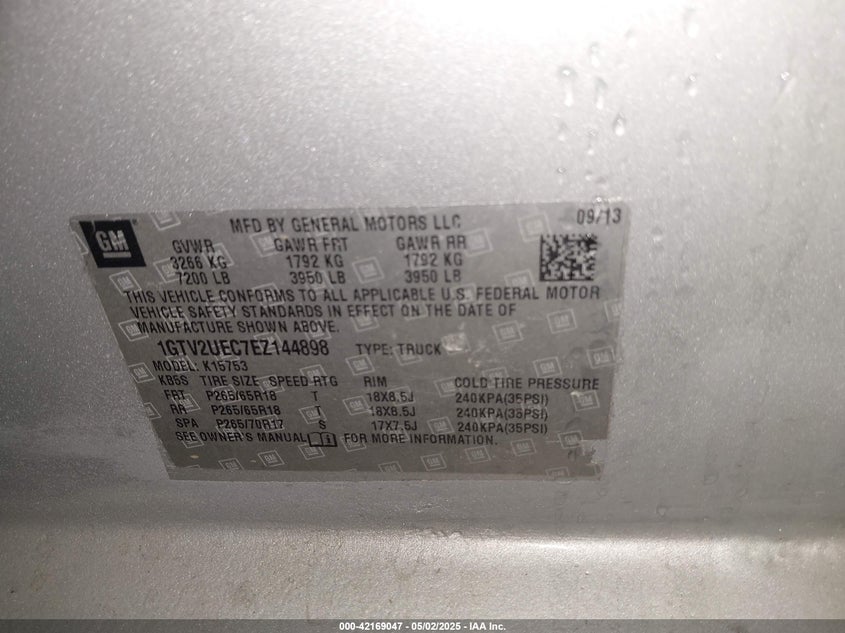 GM
MFD BY GENERAL MOTORS LLC
09/13
GVWR GAWR FRT GAWR RR
3266 KG 1792 KG 1792 KG
7200 LB 3950 LB 3950 LB
THIS VEHICLE CONFORMS TO ALL APPLICABLE U.S. FEDERAL MOTOR
VEHICLE SAFETY STANDARDS IN EFFECT ON THE DATE OF
MANUFACTURE SHOWN ABOVE.
1GTV2UEC7EZ144898 TYPE: TRUCK
MODEL: K15753
TIRE SIZE SPEED RTG RIM COLD TIRE PRESSURE
FRT P265/65R18 T 18X8.5J 240KPA(35PSI)
RR P265/65R18 T 18X8.5J 240KPA(35PSI)
SPA P265/70R17 S 17X7.5J 240KPA(35PSI)
SEE OWNER'S MANUAL FOR MORE INFORMATION.
000-42169047 - 05/02/2025 - IAA Inc.